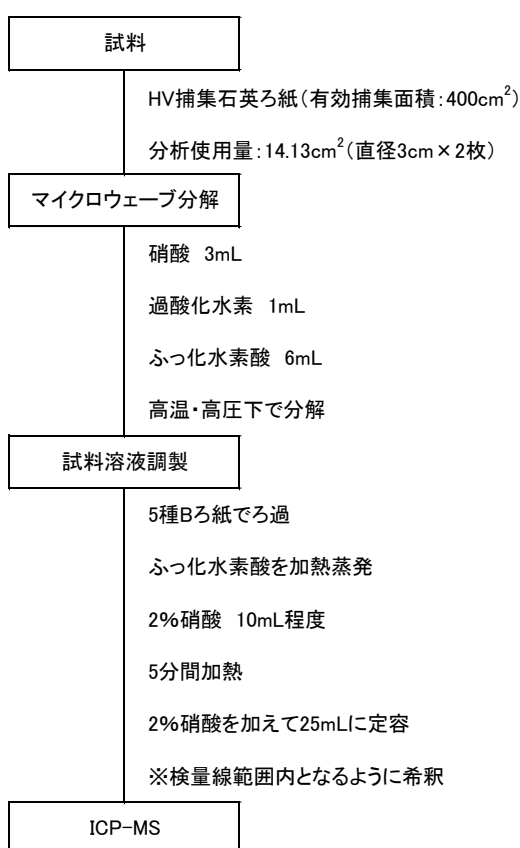 試料
HV捕集石英ろ紙（有効捕集面積：400cm²）
分析使用量：14.13cm²（直径3cm×2枚）
マイクロウェーブ分解
硝酸　3mL
過酸化水素　1mL
ふっ化水素酸　6mL
高温・高圧下で分解
試料溶液調製
5種Bろ紙でろ過
ふっ化水素酸を加熱蒸発
2％硝酸　10mL程度
5分間加熱
2％硝酸を加えて25mLに定容
※検量線範囲内となるように希釈
ICP-MS